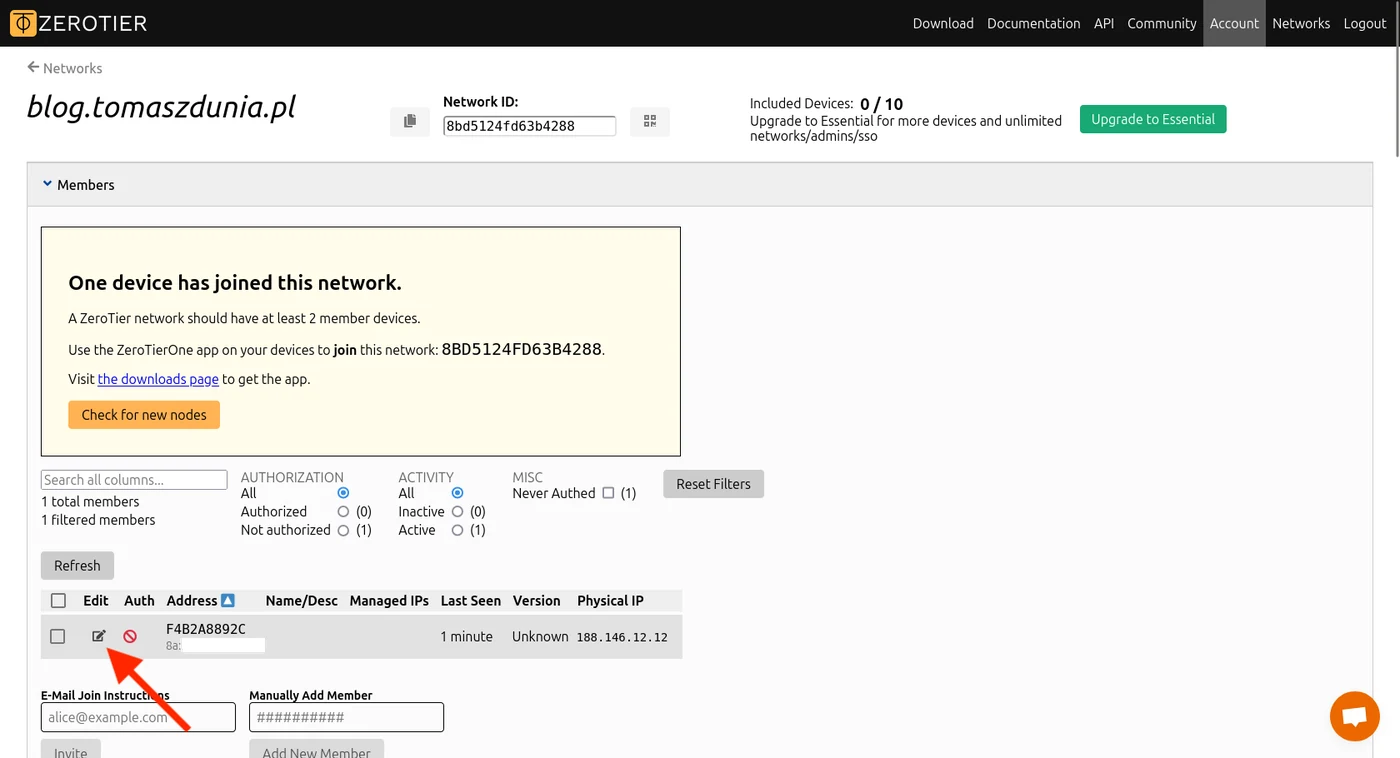 ZEROTIER
Download Documentation API Community Account Networks Logout
Networks
blog.tomaszdunia.pl
Network ID:
8bd5124fd63b4288
Included Devices: 0 / 10
Upgrade to Essential for more devices and unlimited
networks/admins/sso
Upgrade to Essential
Members
One device has joined this network.
A ZeroTier network should have at least 2 member devices.
Use the ZeroTierOne app on your devices to join this network: 8BD5124FD63B4288.
Visit the downloads page to get the app.
Check for new nodes
Search all columns...
1 total members
1 filtered members
AUTHORIZATION
All
Authorized (0)
Not authorized (1)
ACTIVITY
All
Inactive (0)
Active (1)
MISC
Never Authed (1)
Reset Filters
Refresh
Edit Auth Address Name/Desc Managed IPs Last Seen Version Physical IP
F4B2A8892C 1 minute Unknown 188.146.12.12
8a:
E-Mail Join Instructions
alice@example.com
Invite
Manually Add Member
##########
Add New Member